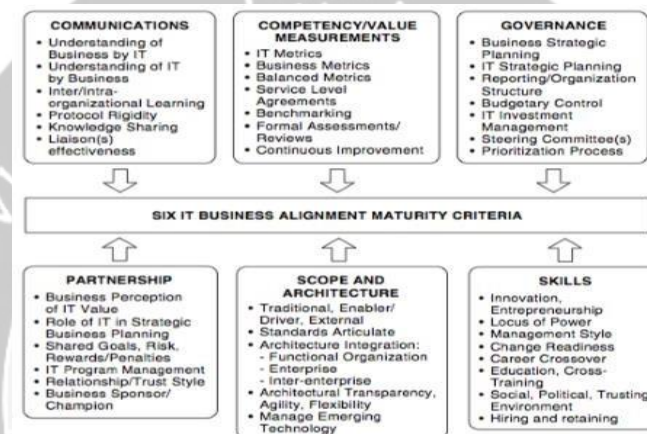 COMMUNICATIONS
• Understanding of
Business by IT
• Understanding of IT
by Business
• Inter/Intra-
organizational Learning
• Protocol Rigidity
• Knowledge Sharing
• Liaison(s)
effectiveness
COMPETENCY/VALUE
MEASUREMENTS
• IT Metrics
• Business Metrics
• Balanced Metrics
• Service Level
Agreements
• Benchmarking
• Formal Assessments/
Reviews
• Continuous Improvement
GOVERNANCE
• Business Strategic
Planning
• IT Strategic Planning
• Reporting/Organization
Structure
• Budgetary Control
• IT Investment
Management
• Steering Committee(s)
• Prioritization Process
SIX IT BUSINESS ALIGNMENT MATURITY CRITERIA
PARTNERSHIP
• Business Perception
of IT Value
• Role of IT in Strategic
Business Planning
• Shared Goals, Risk,
Rewards/Penalties
• IT Program Management
• Relationship/Trust Style
• Business Sponsor/
Champion
SCOPE AND
ARCHITECTURE
• Traditional, Enabler/
Driver, External
• Standards Articulate
• Architecture Integration:
- Functional Organization
- Enterprise
- Inter-enterprise
• Architectural Transparency,
Agility, Flexibility
• Manage Emerging
Technology
SKILLS
• Innovation,
Entrepreneurship
• Locus of Power
• Management Style
• Change Readiness
• Career Crossover
• Education, Cross-
Training
• Social, Political, Trusting
Environment
• Hiring and retaining